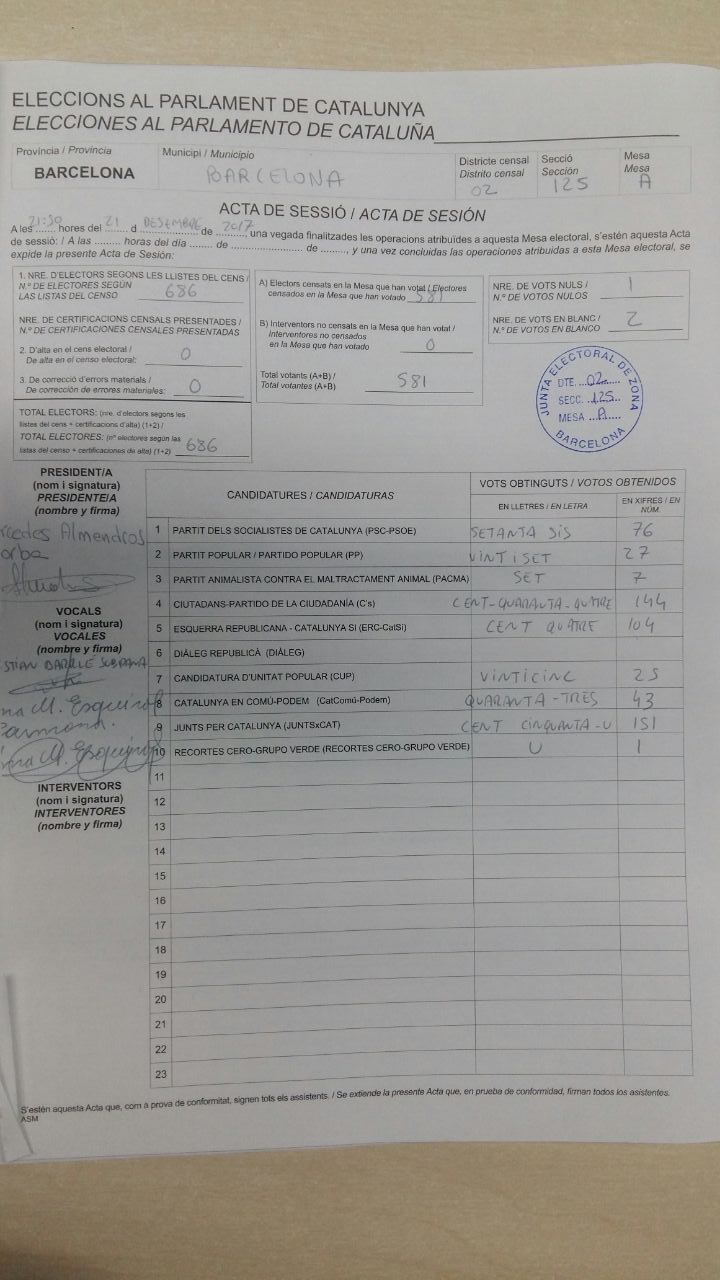 ELECCIONS AL PARLAMENT DE CATALUNYA
ELECCIONES AL PARLAMENTO DE CATALUÑA
Província / Provincia
BARCELONA
Municipi / Municipio
BARCELONA
Districte censal
Distrito censal
02
Secció
Sección
125
Mesa
Mesa
A
ACTA DE SESSIÓ / ACTA DE SESIÓN
A les 21:30 hores del 21 d DESEMBRE de 2017, una vegada finalitzades les operacions atribuïdes a aquesta Mesa electoral, s'estén aquesta Acta
de sessió: / A las ......... horas del día ....... de ...................... de ........, y una vez concluidas las operaciones atribuidas a esta Mesa electoral, se
expide la presente Acta de Sesión:
1. NRE. D'ELECTORS SEGONS LES LLISTES DEL CENS /
N.º DE ELECTORES SEGÚN
LAS LISTAS DEL CENSO
686
NRE. DE CERTIFICACIONS CENSALS PRESENTADES /
N.º DE CERTIFICACIONES CENSALES PRESENTADAS
2. D'alta en el cens electoral /
De alta en el censo electoral:
0
3. De correcció d'errors materials /
De corrección de errores materiales:
0
TOTAL ELECTORS: (nre. d'electors segons les
llistes del cens + certificacions d'alta) (1+2) /
TOTAL ELECTORES: (nº electores según las
listas del censo + certificaciones de alta) (1+2)
686
A) Electors censats en la Mesa que han votat / Electores
censados en la Mesa que han votado
581
B) Interventors no censats en la Mesa que han votat /
Interventores no censados
en la Mesa que han votado
0
Total votants (A+B) /
Total votantes (A+B)
581
NRE. DE VOTS NULS /
N.º DE VOTOS NULOS
1
NRE. DE VOTS EN BLANC /
N.º DE VOTOS EN BLANCO
2
JUNTA ELECTORAL DE ZONA
DTE. 02
SECC. 125
MESA A
BARCELONA
PRESIDENT/A
(nom i signatura)
PRESIDENTE/A
(nombre y firma)
Almendros
VOCALS
(nom i signatura)
VOCALES
(nombre y firma)
M. Esquirol
INTERVENTORS
(nom i signatura)
INTERVENTORES
(nombre y firma)
CANDIDATURES / CANDIDATURAS
VOTS OBTINGUTS / VOTOS OBTENIDOS
EN LLETRES / EN LETRA
EN XIFRES / EN NÚM.
1 PARTIT DELS SOCIALISTES DE CATALUNYA (PSC-PSOE) SETANTA SIS 76
2 PARTIT POPULAR / PARTIDO POPULAR (PP) VINT I SET 27
3 PARTIT ANIMALISTA CONTRA EL MALTRACTAMENT ANIMAL (PACMA) SET 7
4 CIUTADANS-PARTIDO DE LA CIUDADANÍA (C's) CENT-QUARANTA-QUATRE 144
5 ESQUERRA REPUBLICANA - CATALUNYA SI (ERC-CatSí) CENT QUATRE 104
6 DIÀLEG REPUBLICÀ (DIÀLEG)
7 CANDIDATURA D'UNITAT POPULAR (CUP) VINTICINC 25
8 CATALUNYA EN COMÚ-PODEM (CatComú-Podem) QUARANTA-TRES 43
9 JUNTS PER CATALUNYA (JUNTSxCAT) CENT CINQUANTA-U 151
10 RECORTES CERO-GRUPO VERDE (RECORTES CERO-GRUPO VERDE) U 1
11
12
13
14
15
16
17
18
19
20
21
22
23
S'estén aquesta Acta que, com a prova de conformitat, signen tots els assistents. / Se extiende la presente Acta que, en prueba de conformidad, firman todos los asistentes.
ASM